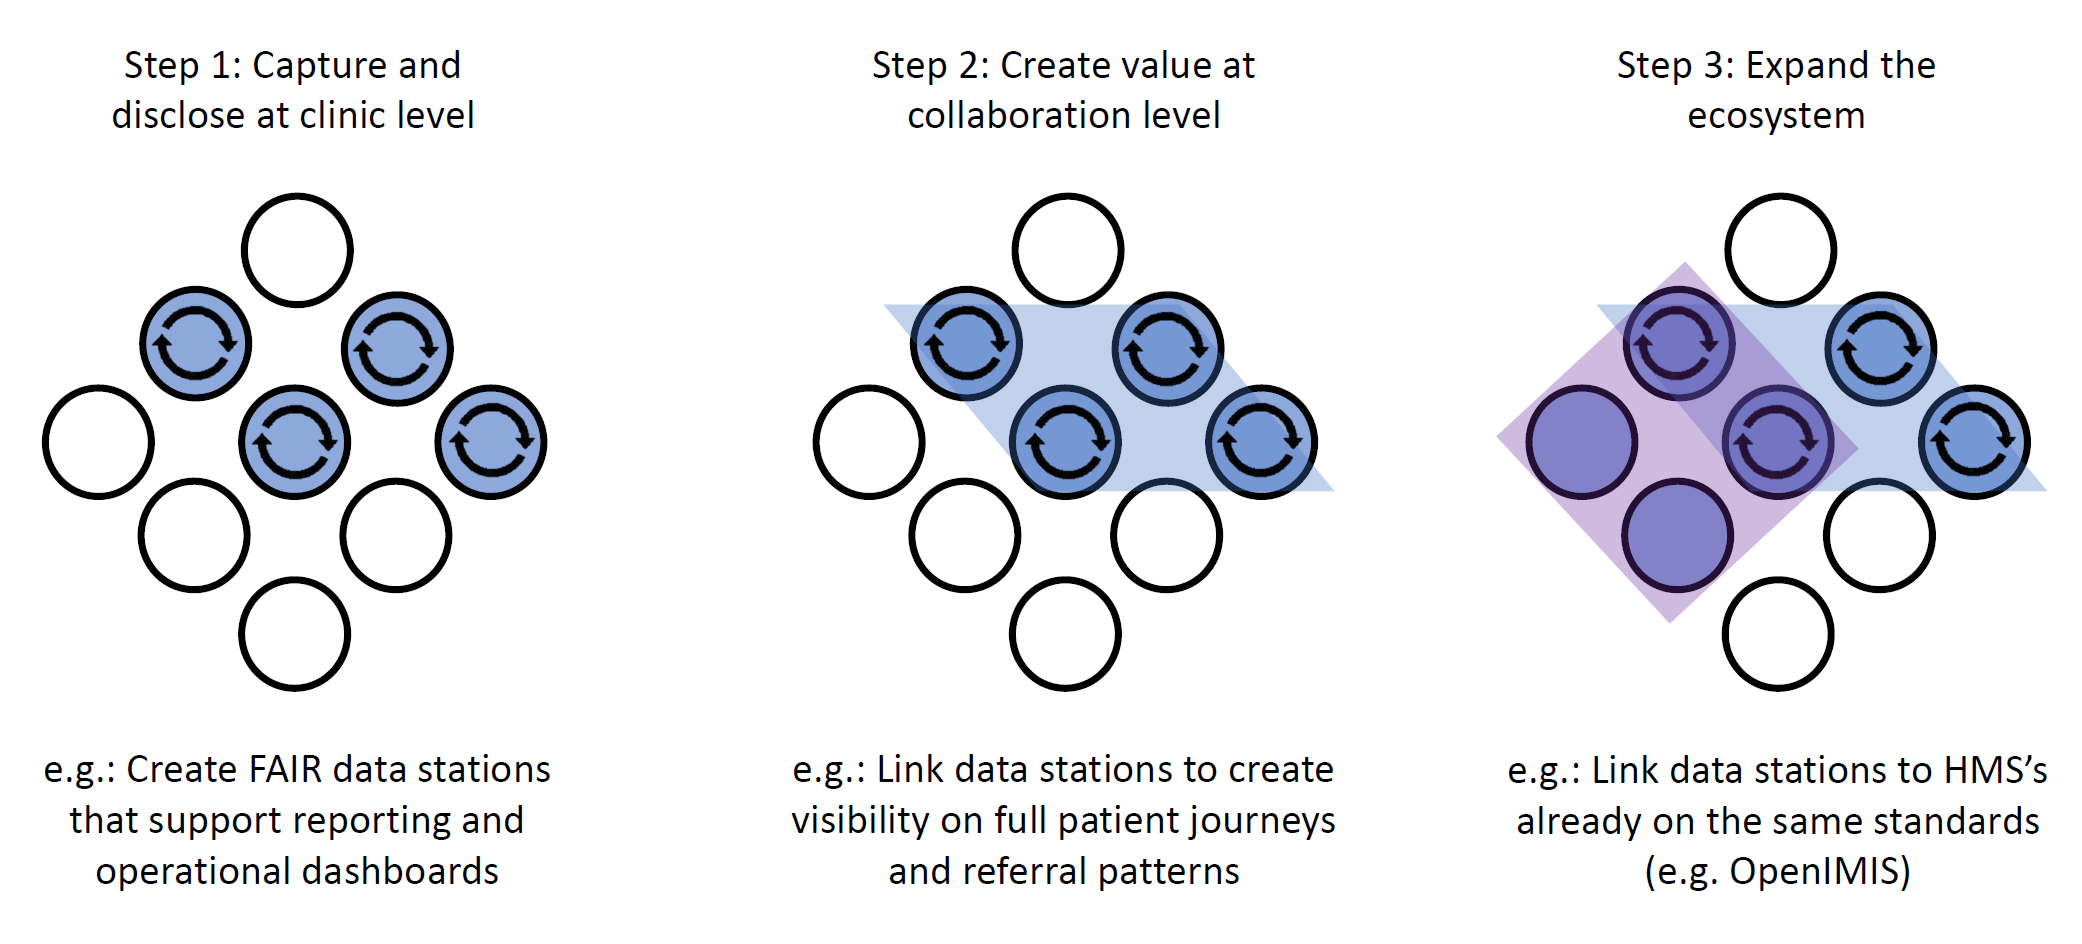 Step 1: Capture and
disclose at clinic level
Step 2: Create value at
collaboration level
Step 3: Expand the
ecosystem
e.g.: Create FAIR data stations
that support reporting and
operational dashboards
e.g.: Link data stations to create
visibility on full patient journeys
and referral patterns
e.g.: Link data stations to HMS’s
already on the same standards
(e.g. OpenIMIS)